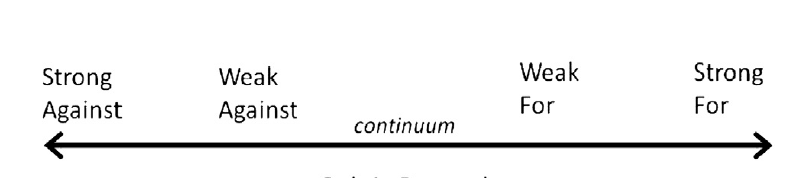 Strong Against
Weak Against
Weak For
Strong For
continuum